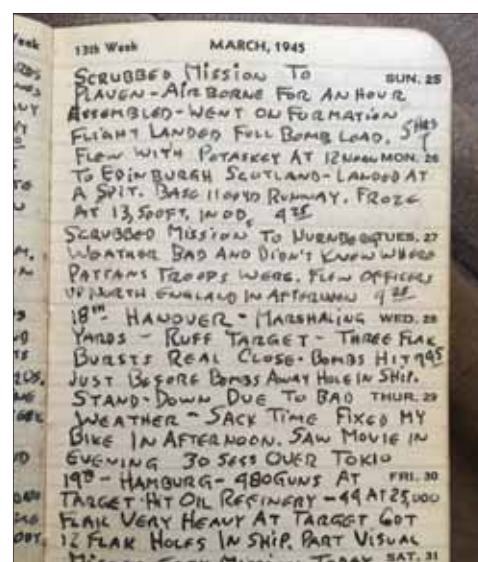 13th Week MARCH, 1945
SCRUBBED MISSION TO SUN. 25
PLAUEN - AIRBORNE FOR AN HOUR
ASSEMBLED - WENT ON FORMATION
FLIGHT LANDED FULL BOMB LOAD.
FLEW WITH POTASKEY AT 12 NOON MON. 26
TO EDINBURGH SCOTLAND - LANDED AT
A SPIT. BASE 1100YD RUNWAY. FROZE
AT 13,500FT. IN OD,
SCRUBBED MISSION TO NURNBERG TUES. 27
WEATHER BAD AND DIDN'T KNOW WHERE
PATTANS TROOPS WERE. FLEW OFFICERS
UP NORTH ENGLAND IN AFTERNOON
18TH - HANOVER - MARSHALING WED. 28
YARDS - RUFF TARGET - THREE FLAK
BURSTS REAL CLOSE. BOMBS HIT
JUST BEFORE BOMBS AWAY HOLE IN SHIP.
STAND-DOWN DUE TO BAD THUR. 29
WEATHER - SACK TIME FIXED MY
BIKE IN AFTERNOON. SAW MOVIE IN
EVENING 30 SECS OVER TOKIO
19TH - HAMBURG - 480 GUNS AT FRI. 30
TARGET - HIT OIL REFINERY - 44 AT 25,000
FLAK VERY HEAVY AT TARGET GOT
12 FLAK HOLES IN SHIP. PART VISUAL
MISSION TODAY SAT. 31